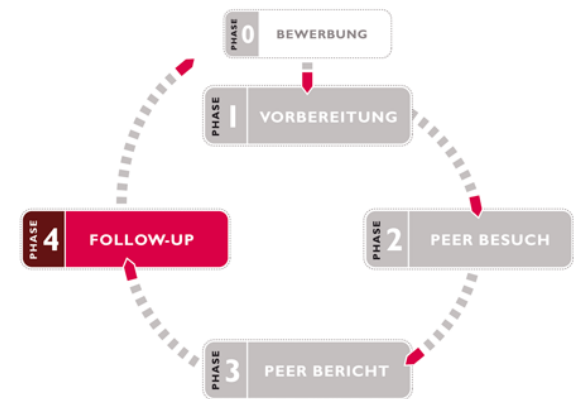 PHASE 0 BEWERBUNG
PHASE 1 VORBEREITUNG
PHASE 2 PEER BESUCH
PHASE 3 PEER BERICHT
PHASE 4 FOLLOW-UP